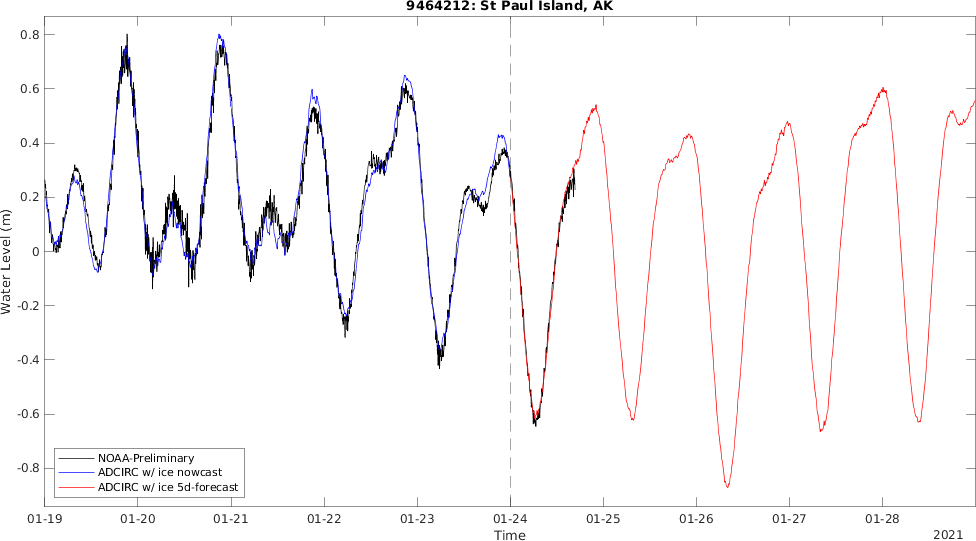 9464212: St Paul Island, AK
0.8
0.6
0.4
0.2
0
-0.2
-0.4
-0.6
-0.8
Water Level (m)
NOAA-Preliminary
ADCIRC w/ ice nowcast
ADCIRC w/ ice 5d-forecast
01-19 01-20 01-21 01-22 01-23 01-24 01-25 01-26 01-27 01-28
Time
2021